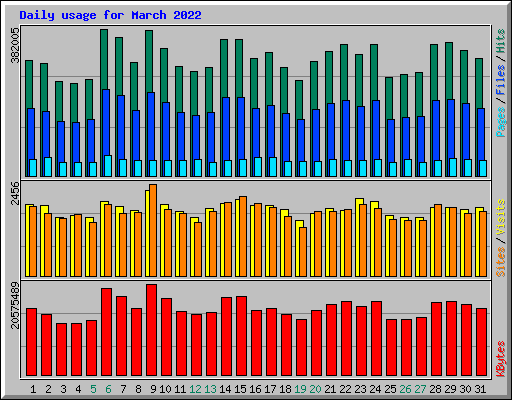 Daily usage for March 2022
382005
Pages / Files / Hits
2456
Sites / Visits
20575489
KBytes
1 2 3 4 5 6 7 8 9 10 11 12 13 14 15 16 17 18 19 20 21 22 23 24 25 26 27 28 29 30 31